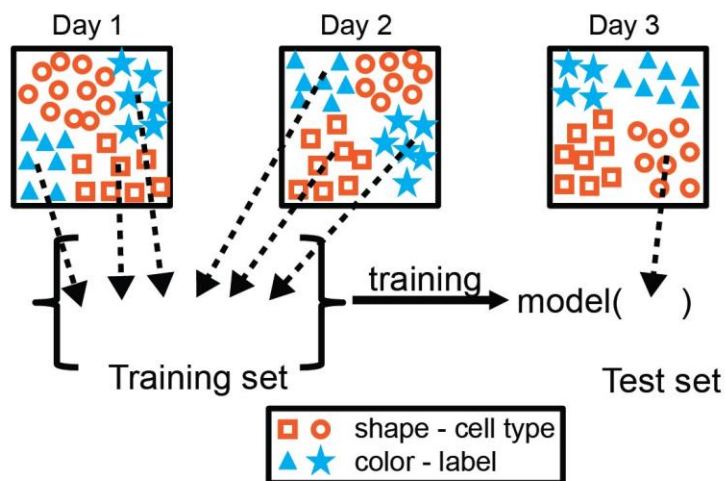 Day 1
Day 2
Day 3
training
model( )
Training set
Test set
shape - cell type
color - label